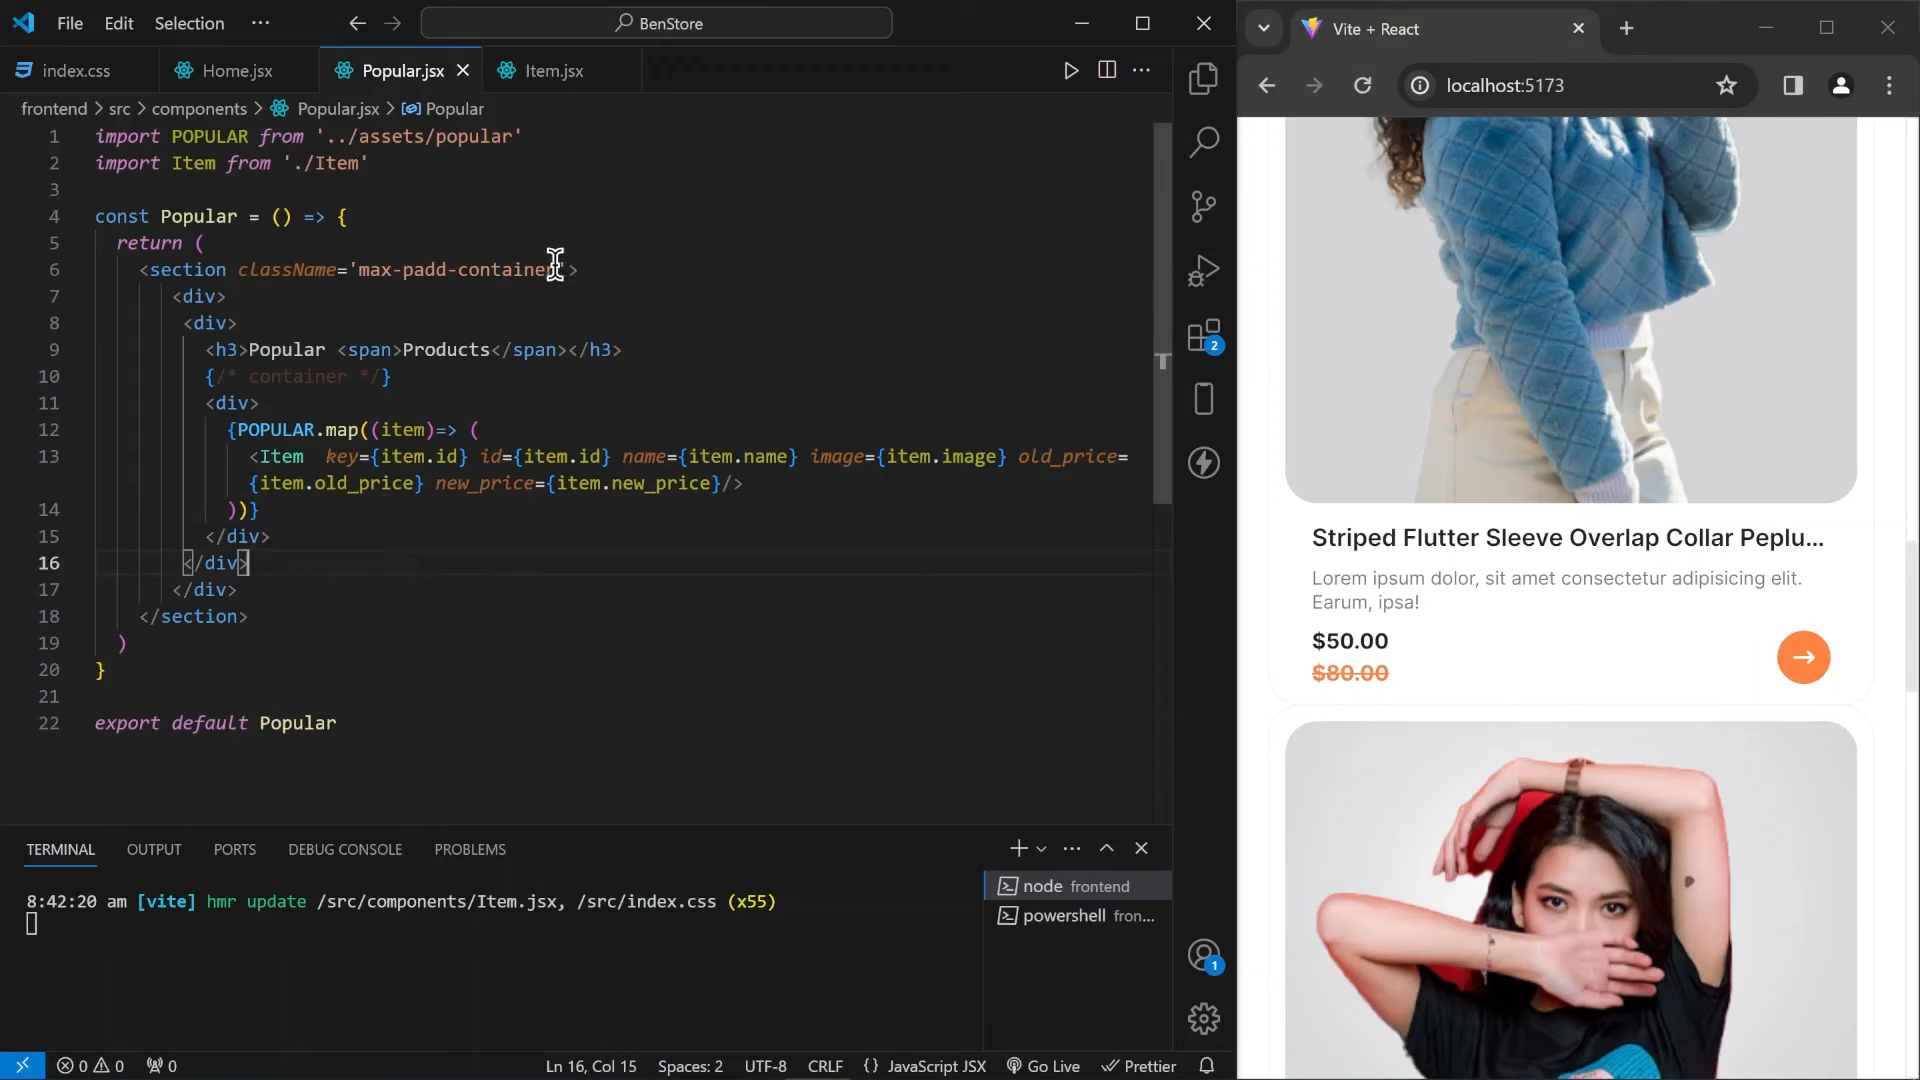 File Edit Selection ··· BenStore
index.css Home.jsx Popular.jsx Item.jsx
frontend > src > components > Popular.jsx > Popular
1 import POPULAR from '../assets/popular'
2 import Item from './Item'
3
4 const Popular = () => {
5 return (
6 <section className='max-padd-container'>
7 <div>
8 <div>
9 <h3>Popular <span>Products</span></h3>
10 {/* container */}
11 <div>
12 {POPULAR.map((item)=> (
13 <Item key={item.id} id={item.id} name={item.name} image={item.image} old_price=
{item.old_price} new_price={item.new_price}/>
14 ))}
15 </div>
16 </div>
17 </div>
18 </section>
19 )
20 }
21
22 export default Popular
2
TERMINAL OUTPUT PORTS DEBUG CONSOLE PROBLEMS
8:42:20 am [vite] hmr update /src/components/Item.jsx, /src/index.css (x55)
node frontend
powershell fron...
1
0 0 0 Ln 16, Col 15 Spaces: 2 UTF-8 CRLF {} JavaScript JSX Go Live Prettier
Vite + React
localhost:5173
Striped Flutter Sleeve Overlap Collar Peplu...
Lorem ipsum dolor, sit amet consectetur adipisicing elit.
Earum, ipsa!
$50.00
$80.00